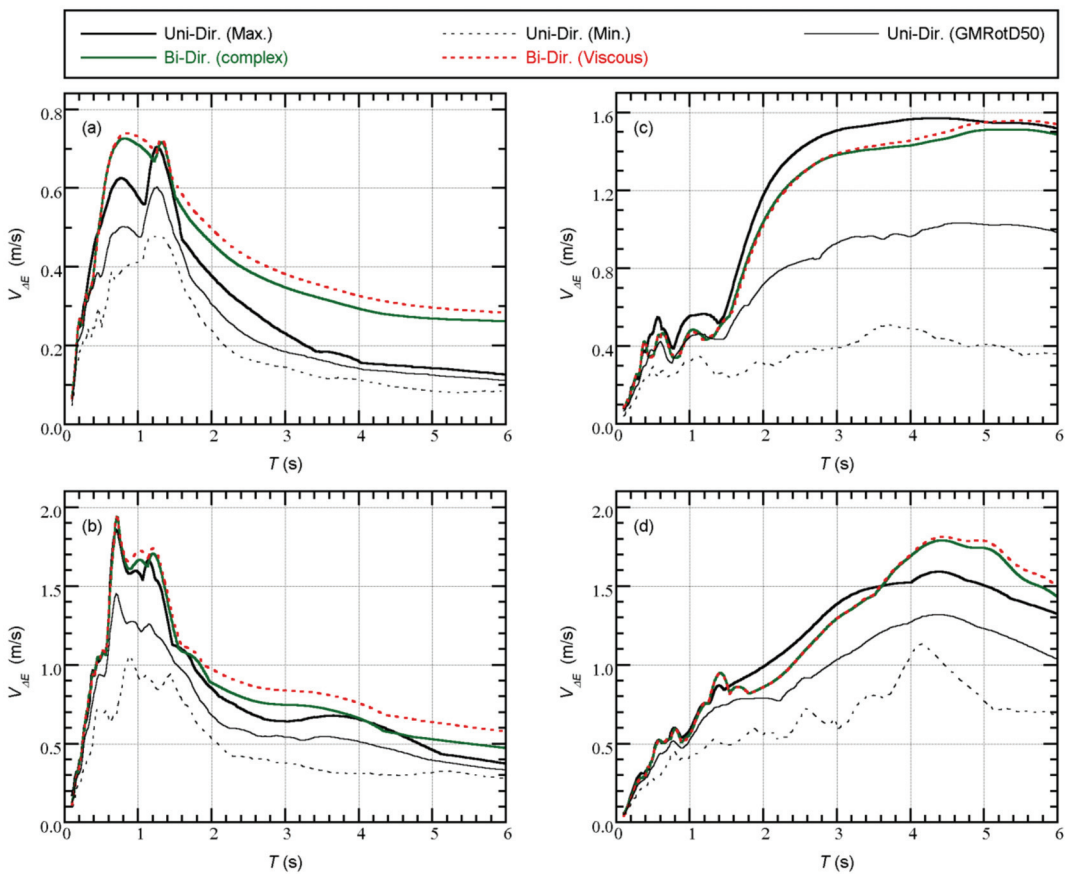 Uni-Dir. (Max.) Uni-Dir. (Min.) Uni-Dir. (GMRotD50)
Bi-Dir. (complex) Bi-Dir. (Viscous)
(a)
0.8
0.6
0.4
0.2
0.0
V_ΔE (m/s)
0 1 2 3 4 5 6
T (s)
(c)
1.6
1.2
0.8
0.4
0.0
V_ΔE (m/s)
0 1 2 3 4 5 6
T (s)
(b)
2.0
1.5
1.0
0.5
0.0
V_ΔE (m/s)
0 1 2 3 4 5 6
T (s)
(d)
2.0
1.5
1.0
0.5
0.0
V_ΔE (m/s)
0 1 2 3 4 5 6
T (s)